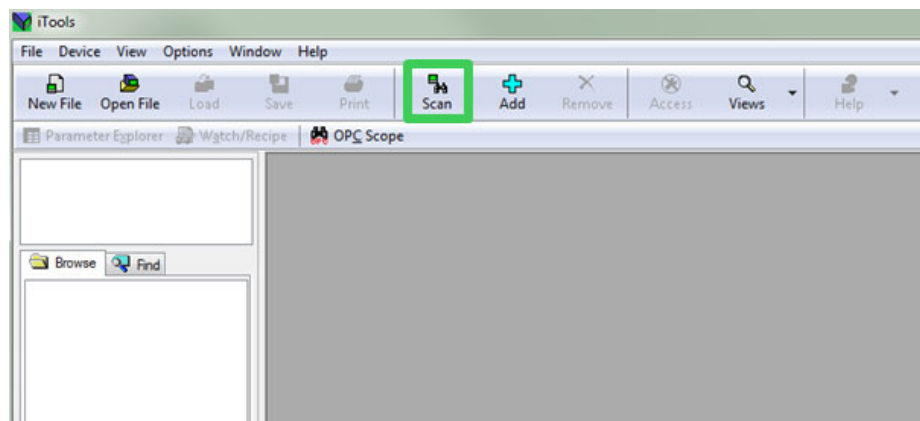 iTools
File Device View Options Window Help
New File Open File Load Save Print Scan Add Remove Access Views Help
Parameter Explorer Watch/Recipe OPC Scope
Browse Find